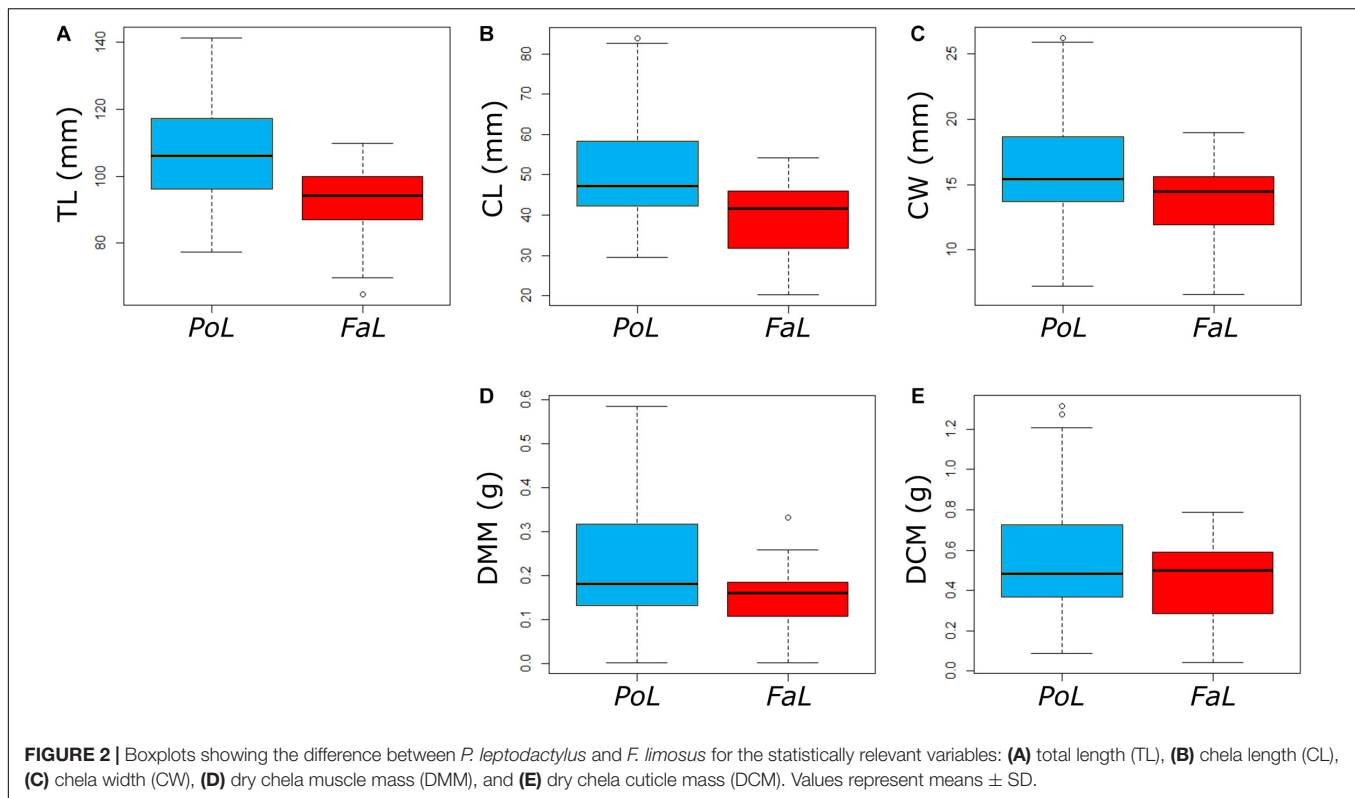 A
TL (mm)
140
120
100
80
PoL
FaL
B
CL (mm)
80
70
60
50
40
30
20
PoL
FaL
C
CW (mm)
25
20
15
10
PoL
FaL
D
DMM (g)
0.6
0.5
0.4
0.3
0.2
0.1
0.0
PoL
FaL
E
DCM (g)
1.2
1.0
0.8
0.6
0.4
0.2
0.0
PoL
FaL
FIGURE 2 | Boxplots showing the difference between P. leptodactylus and F. limosus for the statistically relevant variables: (A) total length (TL), (B) chela length (CL),
(C) chela width (CW), (D) dry chela muscle mass (DMM), and (E) dry chela cuticle mass (DCM). Values represent means ± SD.